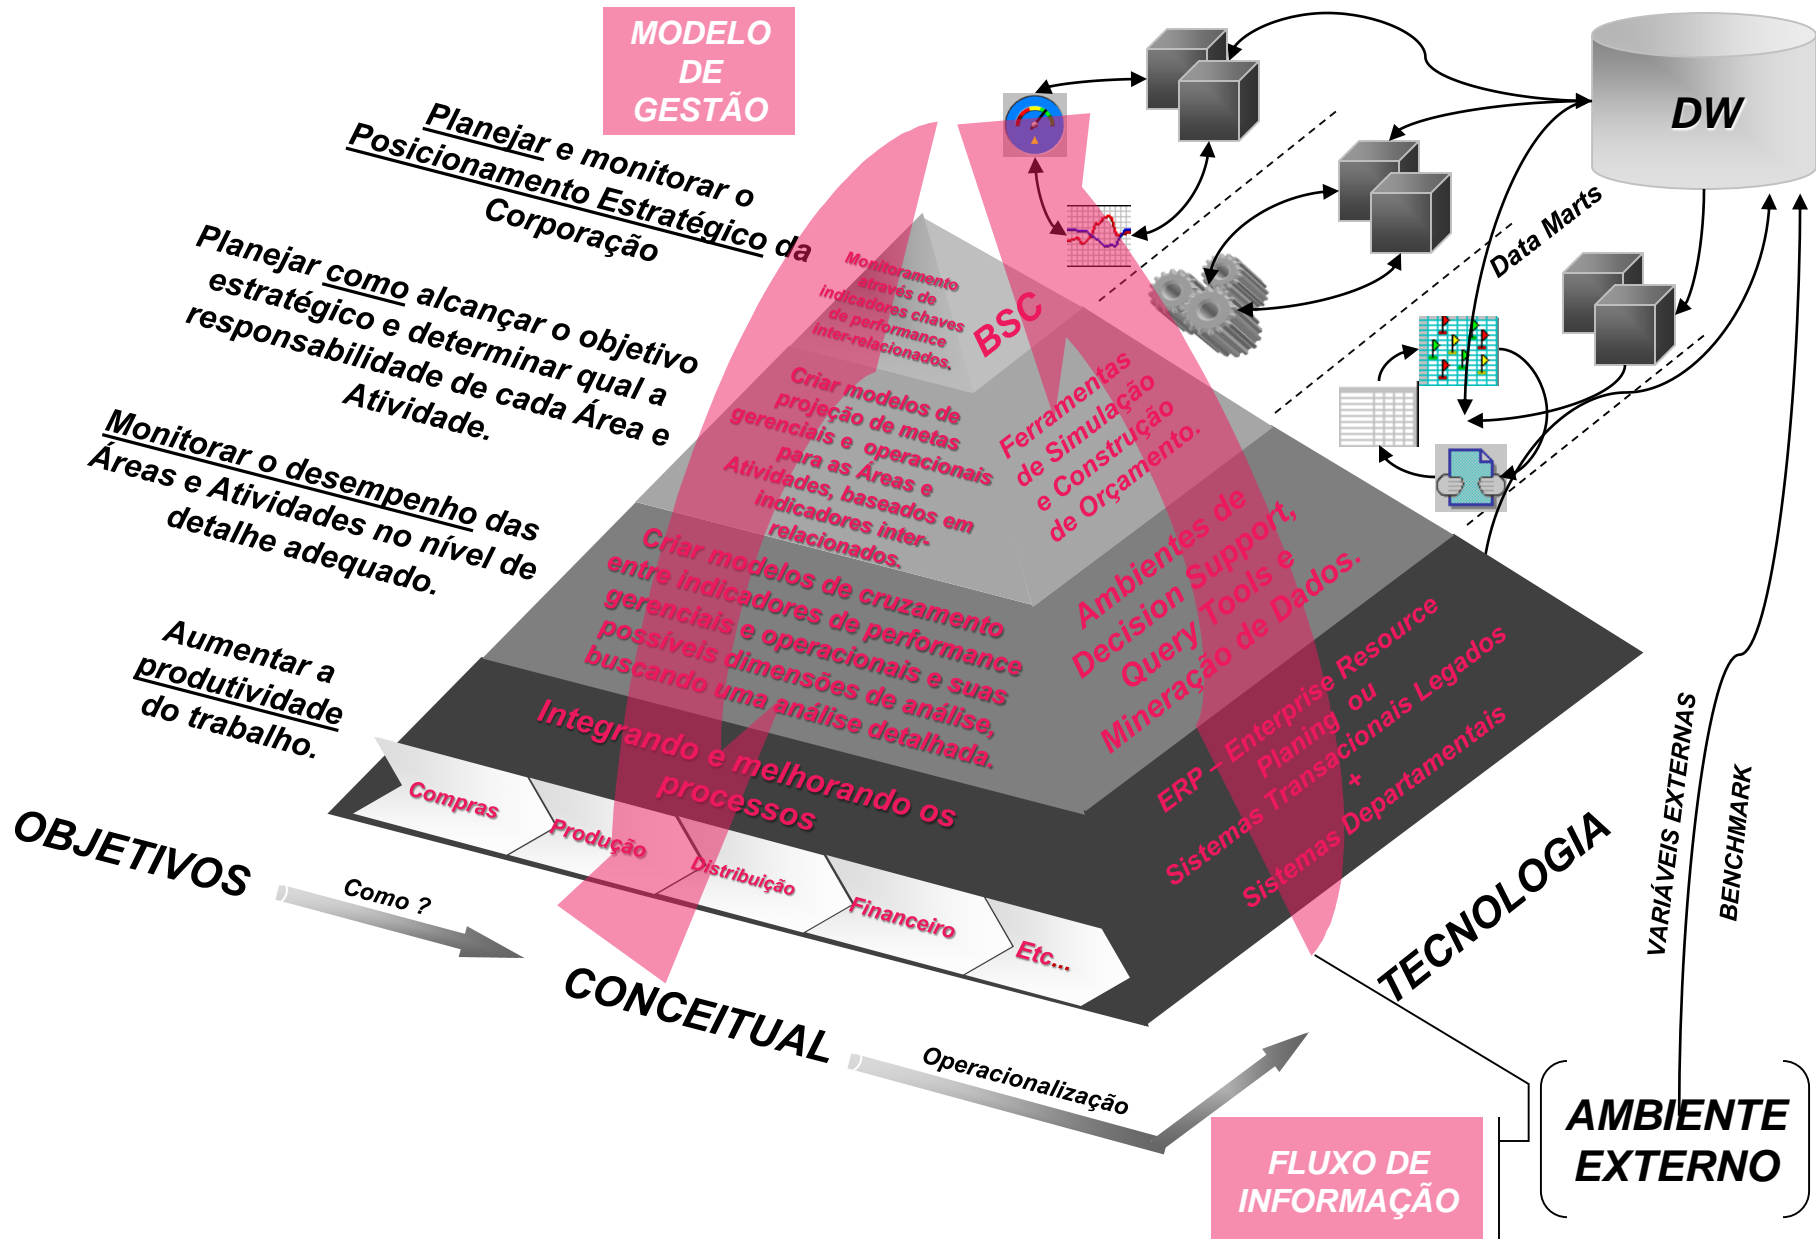 MODELO
DE
GESTÃO
Planejar e monitorar o
Posicionamento Estratégico da
Corporação
Planejar como alcançar o objetivo
estratégico e determinar qual a
responsabilidade de cada Área e
Atividade.
Monitorar o desempenho das
Áreas e Atividades no nível de
detalhe adequado.
Aumentar a
produtividade
do trabalho.
Monitoramento
através de
indicadores chaves
de performance
inter-relacionados.
BSC
Criar modelos de
projeção de metas
gerenciais e operacionais
para as Áreas e
Atividades, baseados em
indicadores inter-
relacionados.
Ferramentas
de Simulação
e Construção
de Orçamento.
Criar modelos de cruzamento
entre indicadores de performance
gerenciais e operacionais e suas
possíveis dimensões de análise,
buscando uma análise detalhada.
Ambientes de
Decision Support,
Query Tools e
Mineração de Dados.
Integrando e melhorando os
processos
ERP – Enterprise Resource
Planing ou
Sistemas Transacionais Legados
+
Sistemas Departamentais
Compras
Produção
Distribuição
Financeiro
Etc...
DW
Data Marts
OBJETIVOS
Como ?
CONCEITUAL
Operacionalização
TECNOLOGIA
VARIÁVEIS EXTERNAS
BENCHMARK
AMBIENTE
EXTERNO
FLUXO DE
INFORMAÇÃO